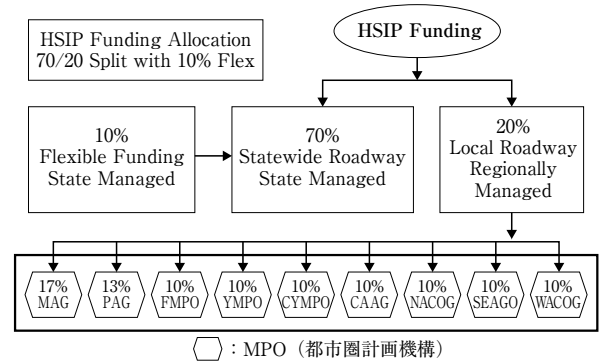 HSIP Funding Allocation
70/20 Split with 10% Flex
HSIP Funding
10%
Flexible Funding
State Managed
70%
Statewide Roadway
State Managed
20%
Local Roadway
Regionally
Managed
17%
MAG
13%
PAG
10%
FMPO
10%
YMPO
10%
CYMPO
10%
CAAG
10%
NACOG
10%
SEAGO
10%
WACOG
：MPO（都市圏計画機構）